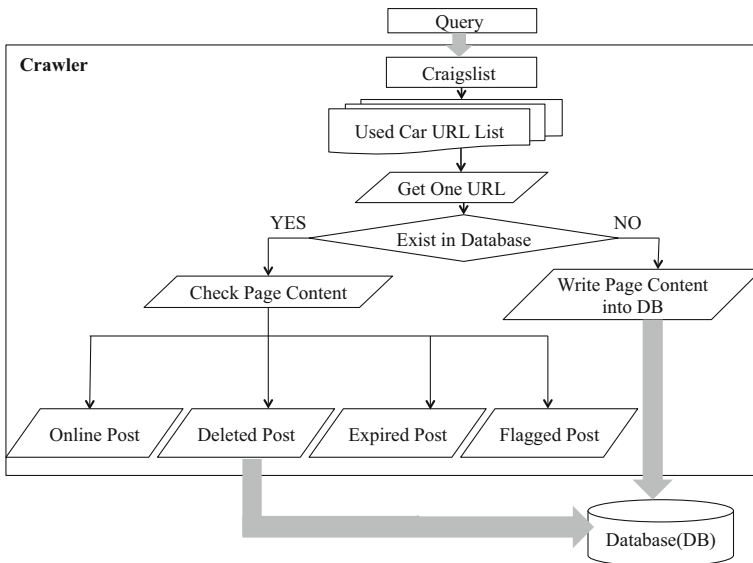 Query
Crawler
Craigslist
Used Car URL List
Get One URL
YES
NO
Exist in Database
Check Page Content
Write Page Content
into DB
Online Post
Deleted Post
Expired Post
Flagged Post
Database(DB)